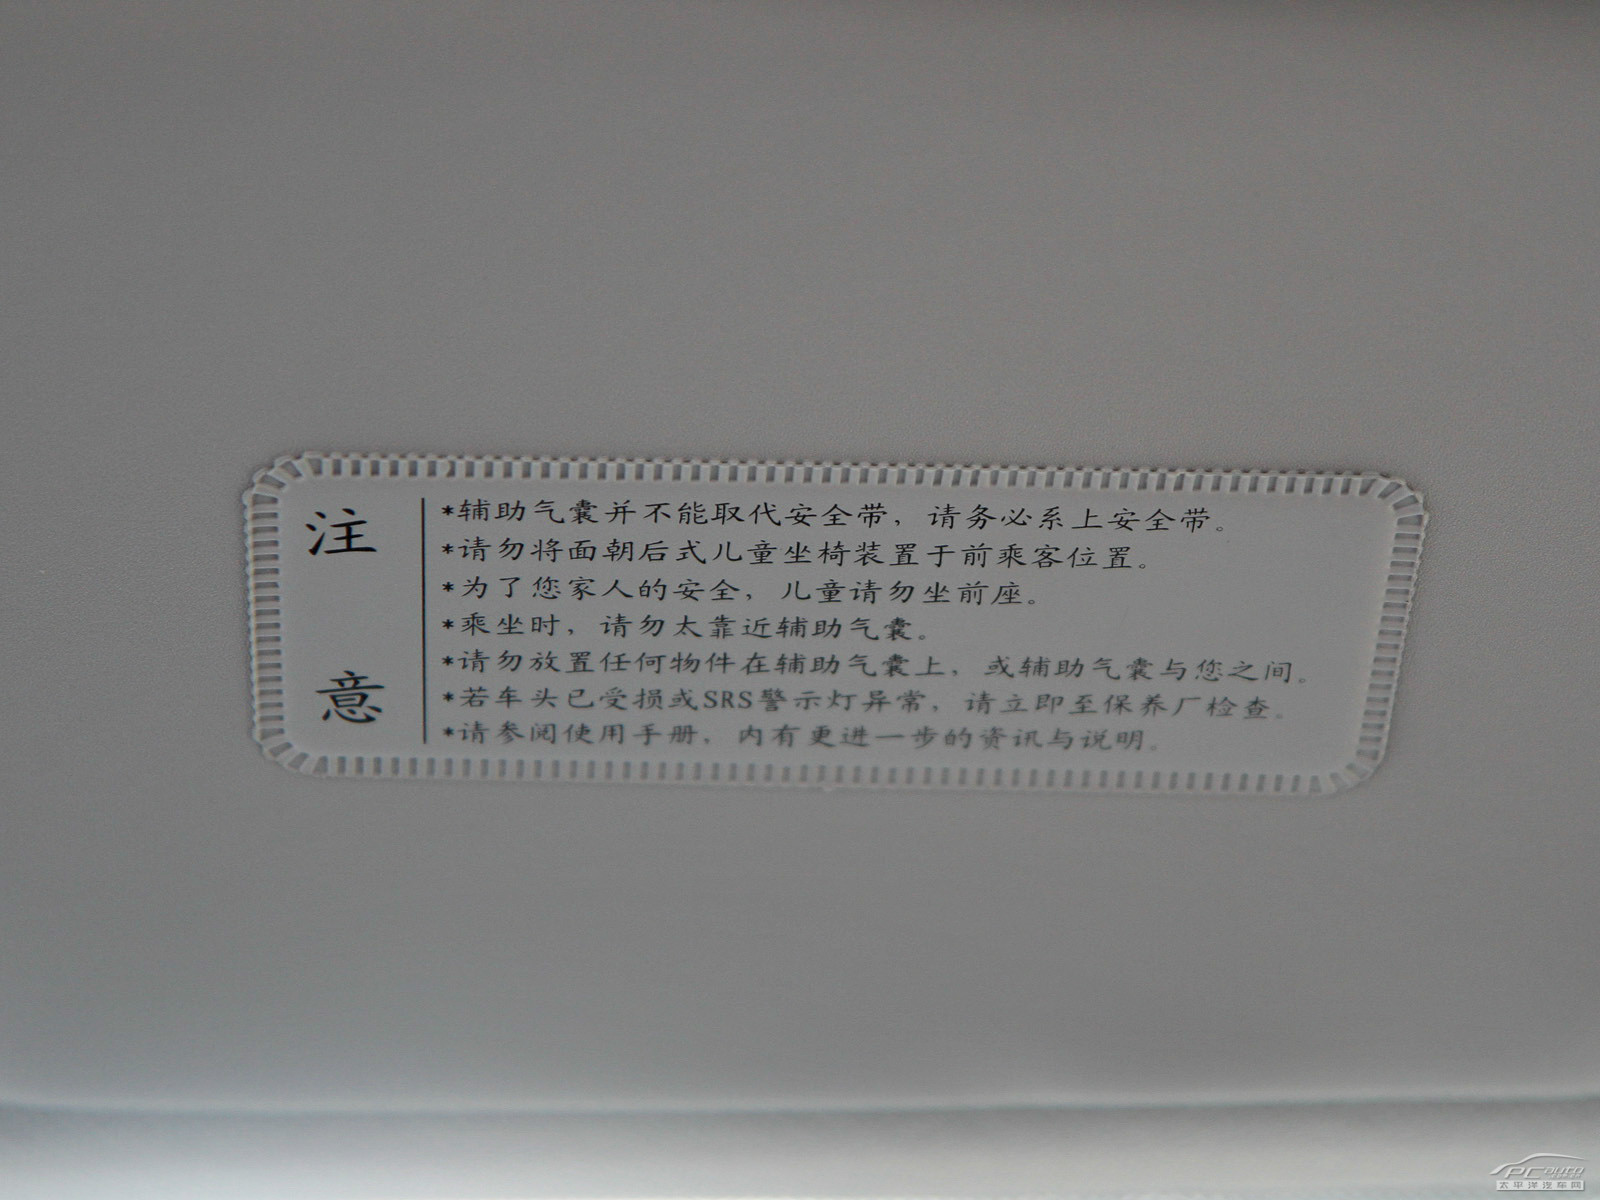 注意
*辅助气囊并不能取代安全带，请务必系上安全带。
*请勿将面朝后式儿童坐椅装置于前乘客位置。
*为了您家人的安全，儿童请勿坐前座。
*乘坐时，请勿太靠近辅助气囊。
*请勿放置任何物件在辅助气囊上，或辅助气囊与您之间。
*若车头已受损或SRS警示灯异常，请立即至保养厂检查。
*请参阅使用手册，内有更进一步的资讯与说明。
PCauto
太平洋汽车网